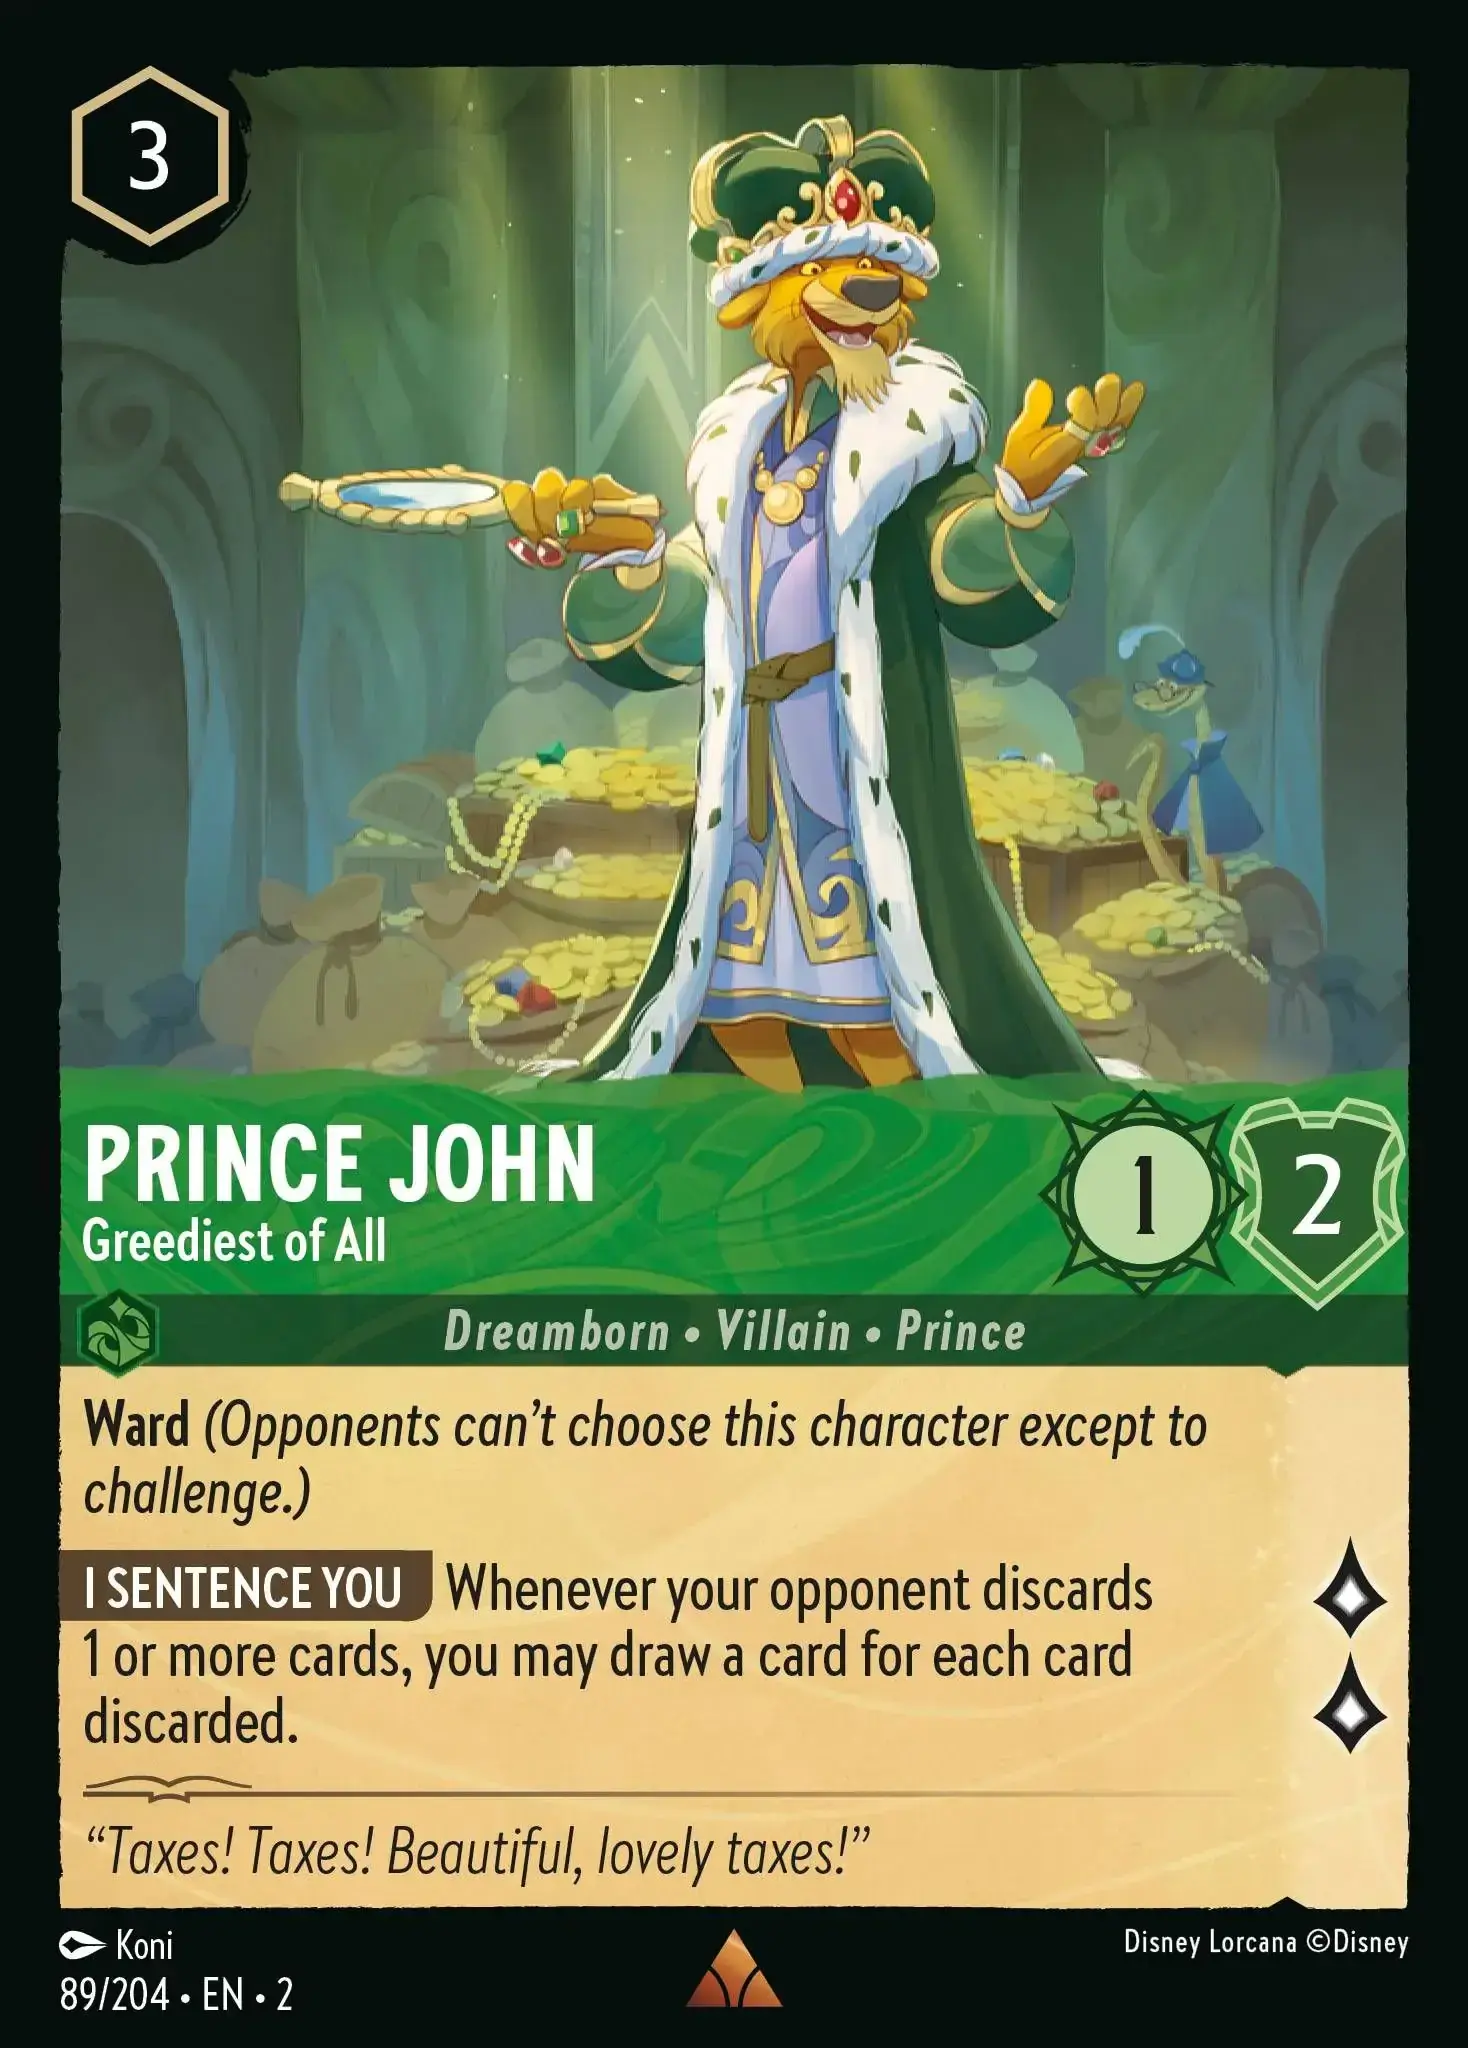 3
PRINCE JOHN
Greediest of All
1
2
Dreamborn • Villain • Prince
Ward (Opponents can’t choose this character except to
challenge.)
I SENTENCE YOU Whenever your opponent discards
1 or more cards, you may draw a card for each card
discarded.
“Taxes! Taxes! Beautiful, lovely taxes!”
Koni
Disney Lorcana ©Disney
89/204 • EN • 2